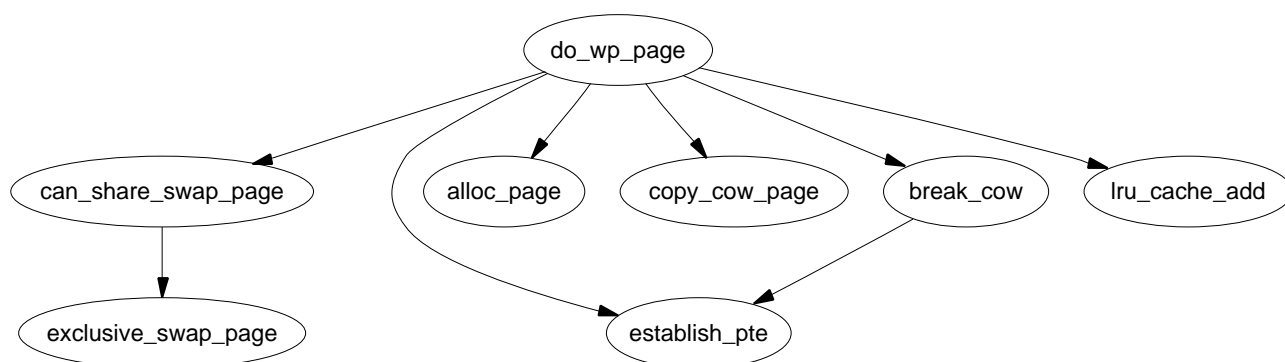 do_wp_page
can_share_swap_page
alloc_page
copy_cow_page
break_cow
lru_cache_add
exclusive_swap_page
establish_pte